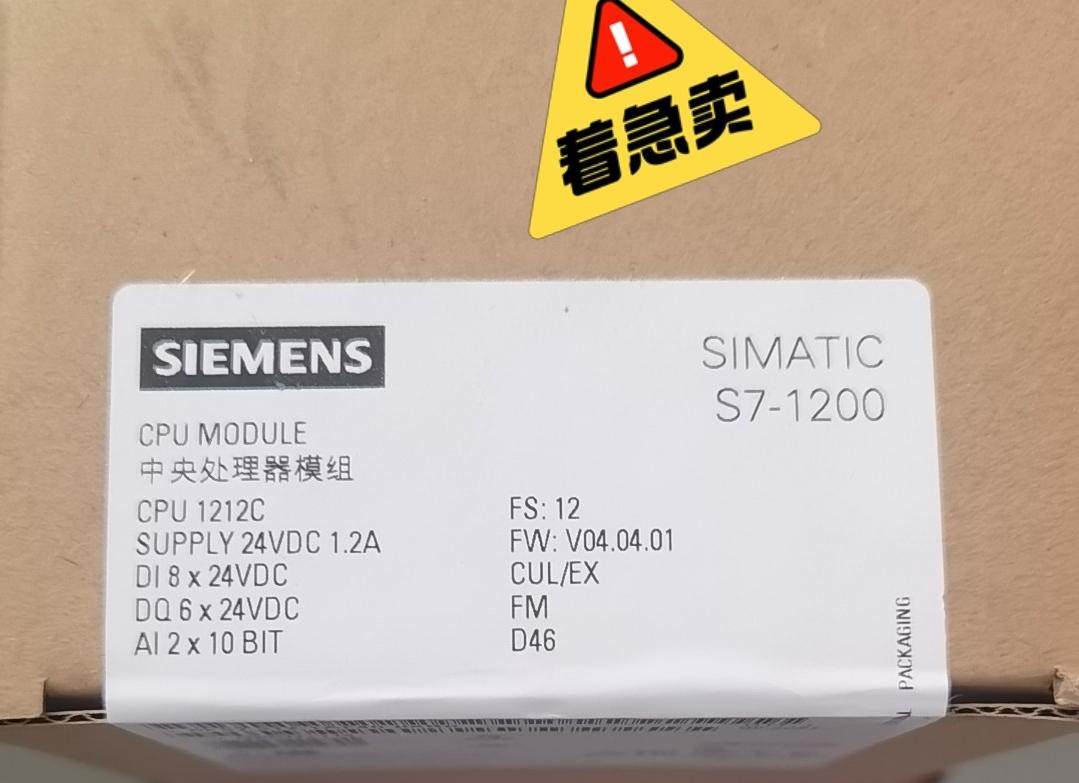 !
着急卖
SIEMENS
SIMATIC
S7-1200
CPU MODULE
中央处理器模组
CPU 1212C
FS: 12
SUPPLY 24VDC 1.2A
FW: V04.04.01
DI 8 x 24VDC
CUL/EX
DQ 6 x 24VDC
FM
AI 2 x 10 BIT
D46
PACKAGING